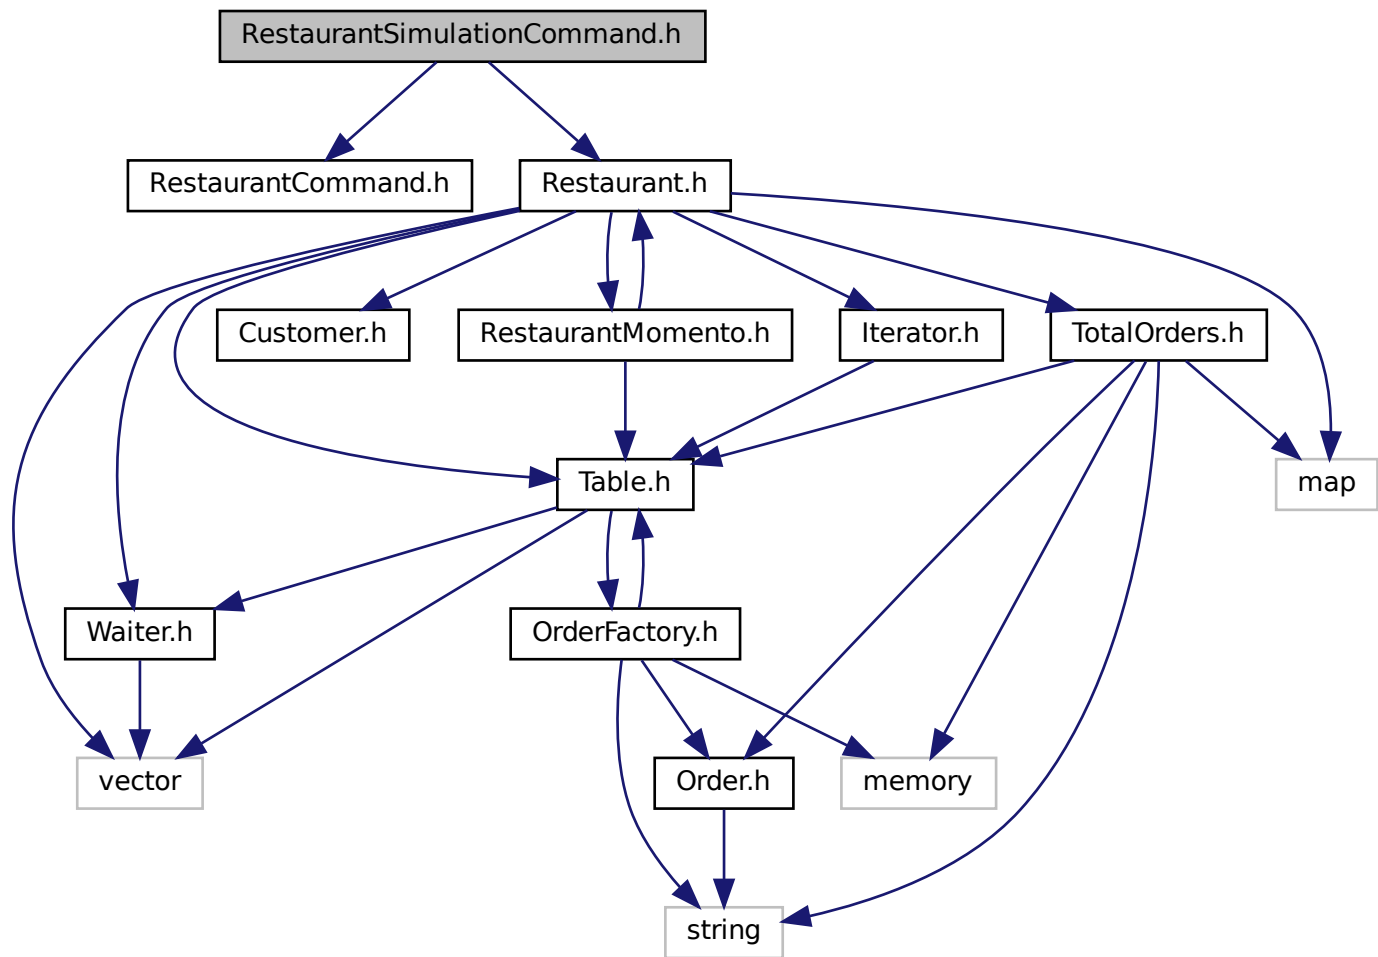 RestaurantSimulationCommand.h
RestaurantCommand.h
Restaurant.h
Customer.h
RestaurantMomento.h
Iterator.h
TotalOrders.h
Table.h
map
Waiter.h
OrderFactory.h
vector
Order.h
memory
string